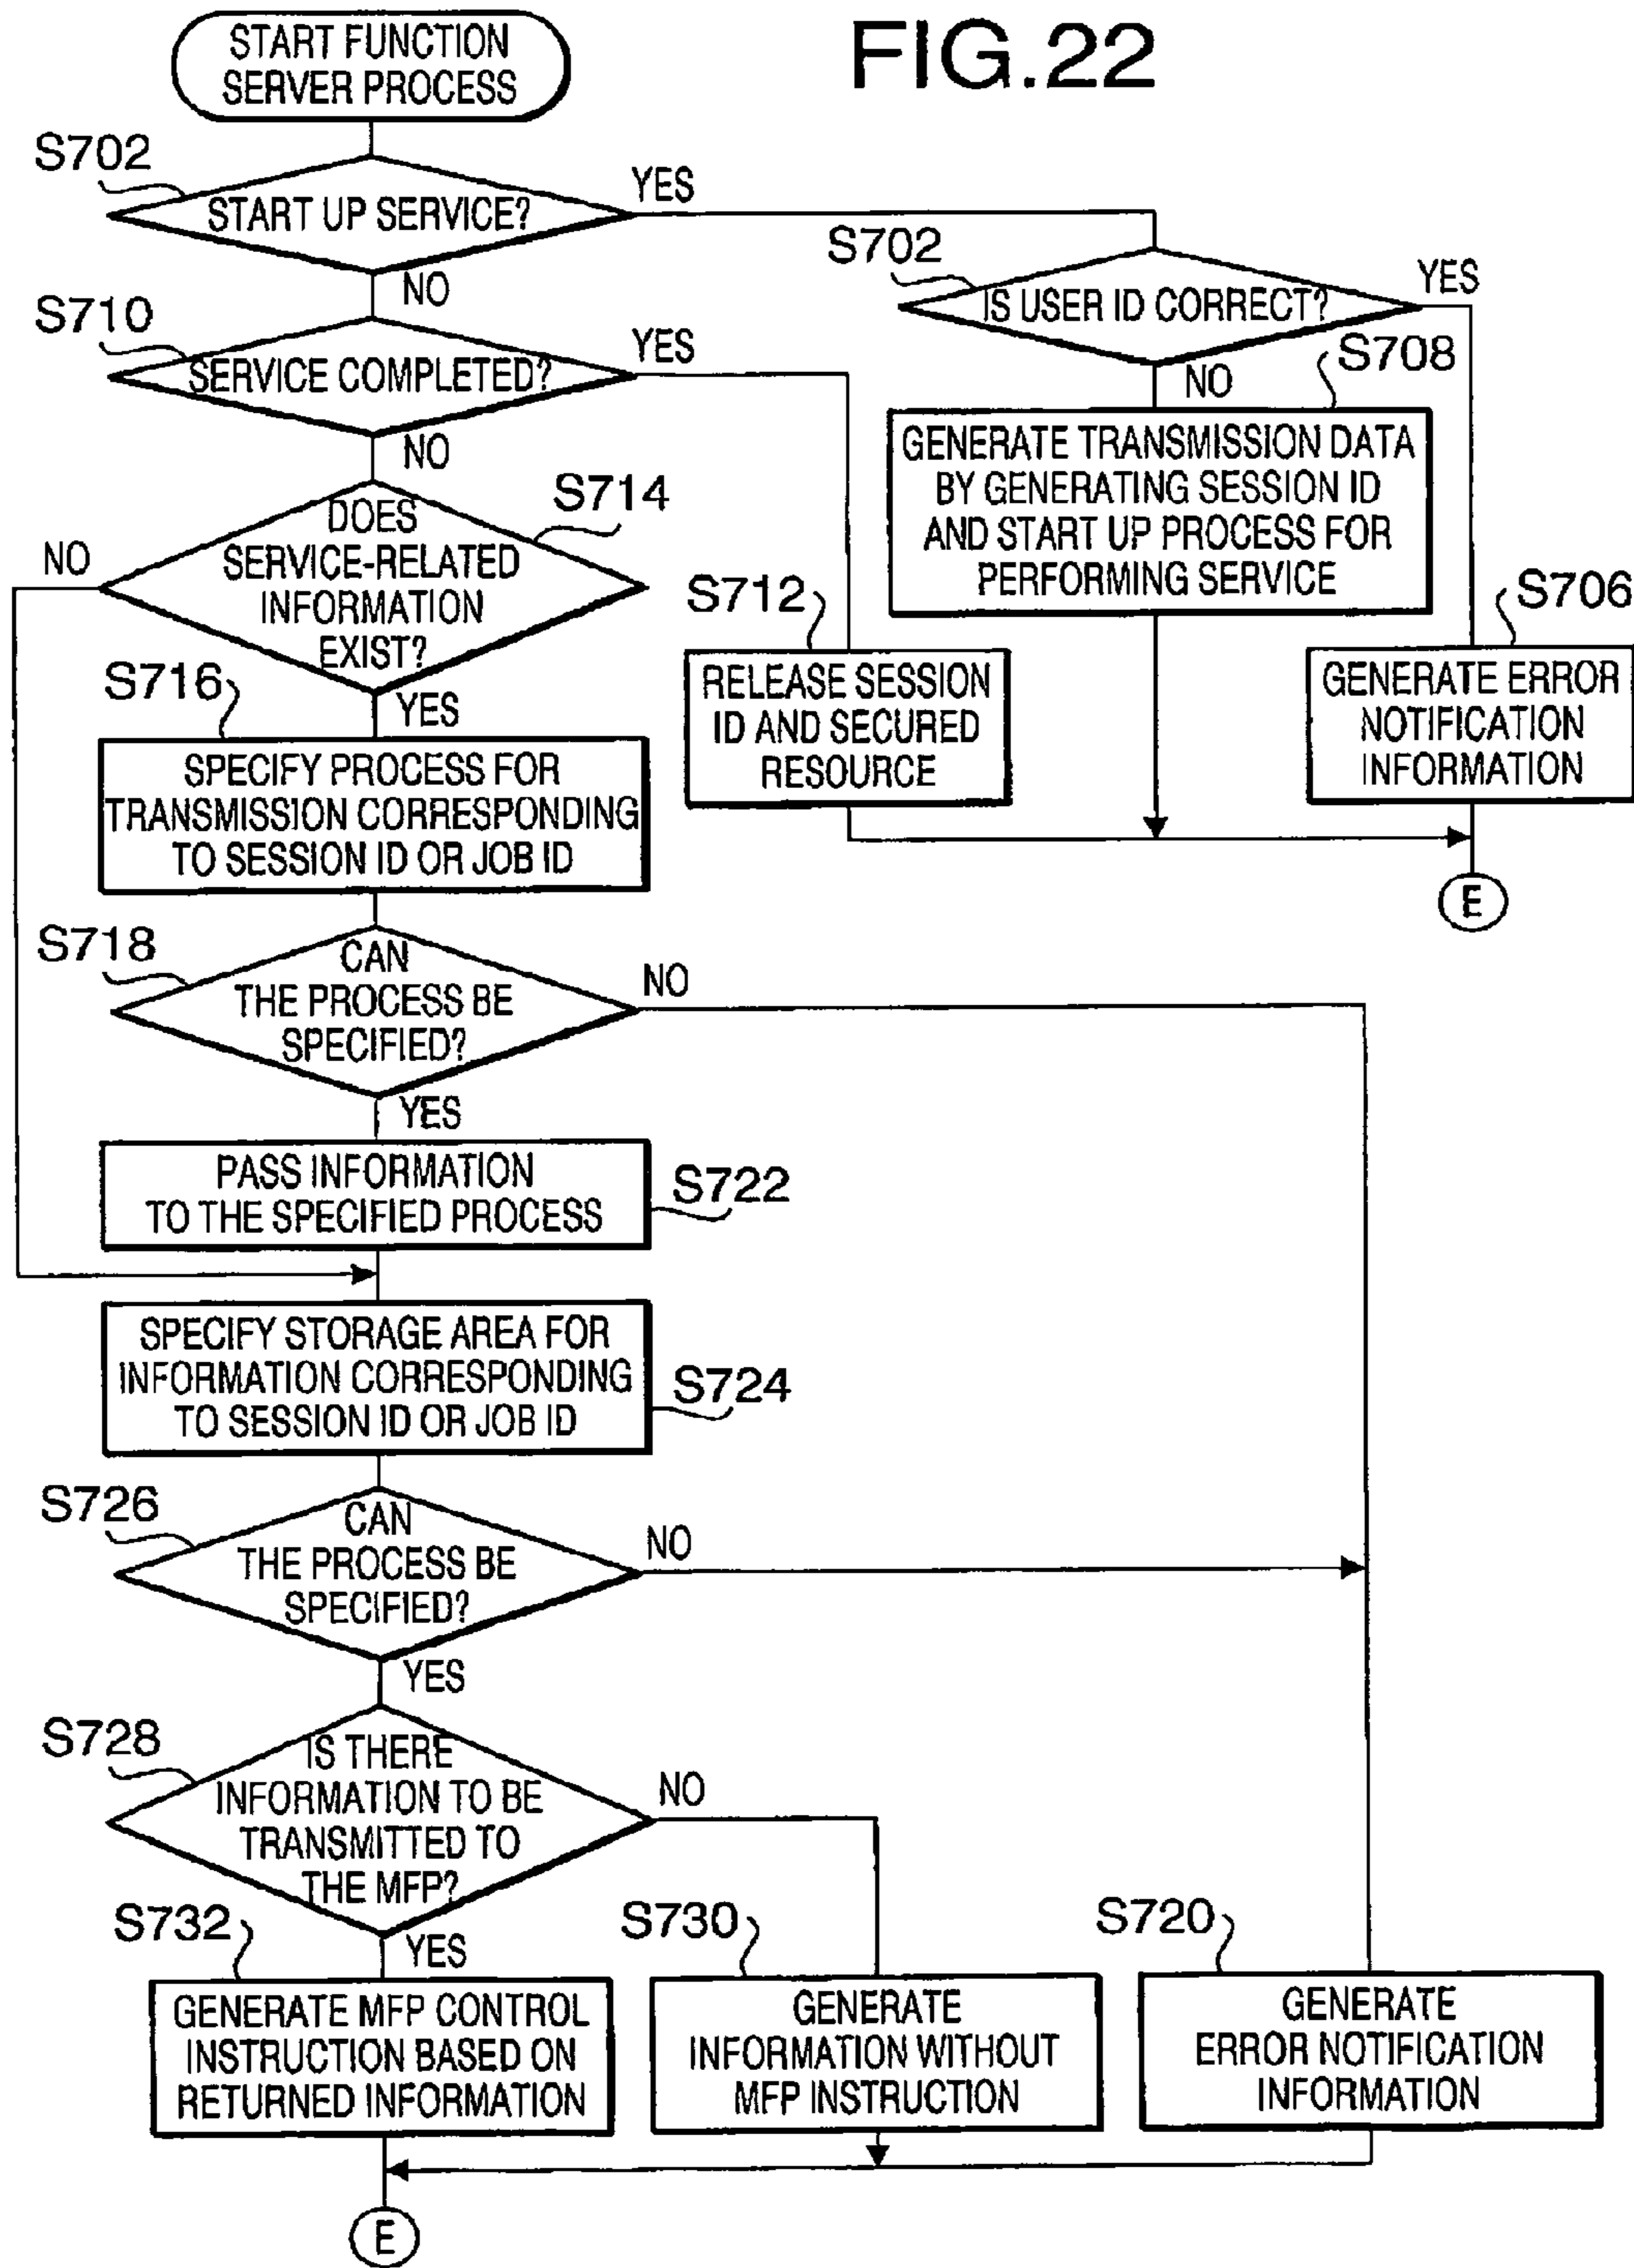 FIG.22
START FUNCTION
SERVER PROCESS
S702
START UP SERVICE?
YES
NO
S702
IS USER ID CORRECT?
YES
NO
S710
SERVICE COMPLETED?
YES
NO
S708
GENERATE TRANSMISSION DATA
BY GENERATING SESSION ID
AND START UP PROCESS FOR
PERFORMING SERVICE
S714
DOES
SERVICE-RELATED
INFORMATION
EXIST?
NO
YES
S712
RELEASE SESSION
ID AND SECURED
RESOURCE
S706
GENERATE ERROR
NOTIFICATION
INFORMATION
E
S716
SPECIFY PROCESS FOR
TRANSMISSION CORRESPONDING
TO SESSION ID OR JOB ID
S718
CAN
THE PROCESS BE
SPECIFIED?
NO
YES
PASS INFORMATION
TO THE SPECIFIED PROCESS
S722
SPECIFY STORAGE AREA FOR
INFORMATION CORRESPONDING
TO SESSION ID OR JOB ID
S724
S726
CAN
THE PROCESS BE
SPECIFIED?
NO
YES
S728
IS THERE
INFORMATION TO BE
TRANSMITTED TO
THE MFP?
NO
YES
S732
GENERATE MFP CONTROL
INSTRUCTION BASED ON
RETURNED INFORMATION
S730
GENERATE
INFORMATION WITHOUT
MFP INSTRUCTION
S720
GENERATE
ERROR NOTIFICATION
INFORMATION
E